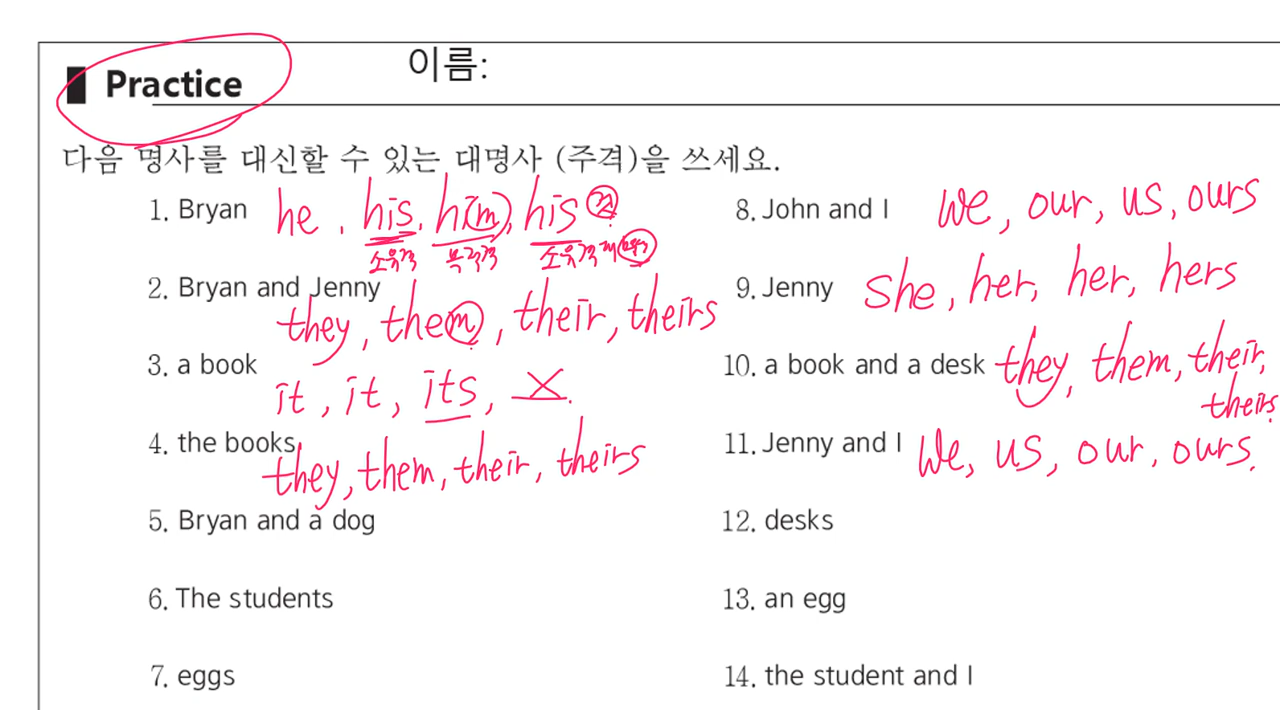 Practice
이름:
다음 명사를 대신할 수 있는 대명사 (주격)을 쓰세요.
1. Bryan he, his, him, his
소유격 목적격 소유격
2. Bryan and Jenny
they, them, their, theirs
3. a book
it, it, its, X.
4. the books
they, them, their, theirs
5. Bryan and a dog
6. The students
7. eggs
8. John and I We, our, us, ours
9. Jenny She, her, her, hers
10. a book and a desk they, them, their,
theirs
11. Jenny and I We, us, our, ours.
12. desks
13. an egg
14. the student and I